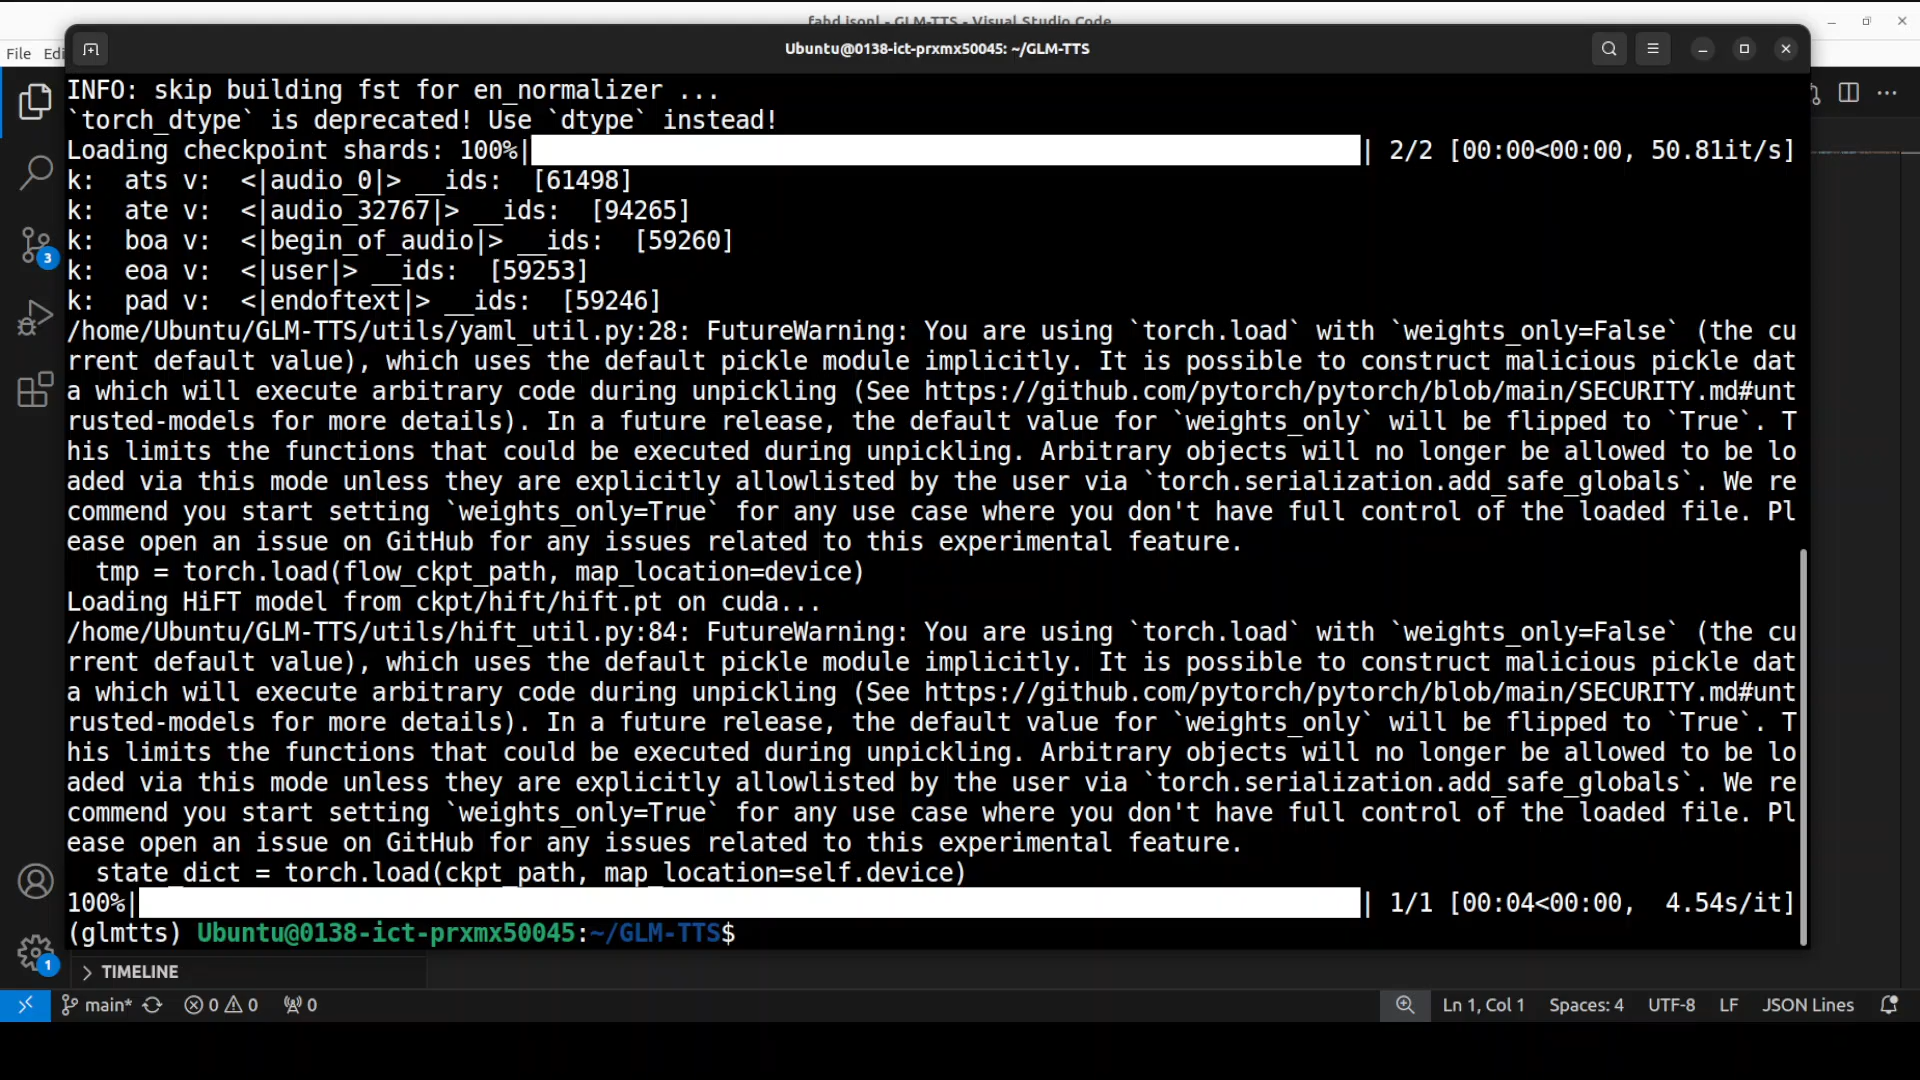 fahd.jsonl - GLM-TTS - Visual Studio Code
File Edi
Ubuntu@0138-ict-prxmx50045: ~/GLM-TTS
INFO: skip building fst for en_normalizer ...
`torch_dtype` is deprecated! Use `dtype` instead!
Loading checkpoint shards: 100%| | 2/2 [00:00<00:00, 50.81it/s]
k:  ats v:  <|audio_0|> __ids:  [61498]
k:  ate v:  <|audio_32767|> __ids:  [94265]
k:  boa v:  <|begin_of_audio|> __ids:  [59260]
k:  eoa v:  <|user|> __ids:  [59253]
k:  pad v:  <|endoftext|> __ids:  [59246]
/home/Ubuntu/GLM-TTS/utils/yaml_util.py:28: FutureWarning: You are using `torch.load` with `weights_only=False` (the cu
rrent default value), which uses the default pickle module implicitly. It is possible to construct malicious pickle dat
a which will execute arbitrary code during unpickling (See https://github.com/pytorch/pytorch/blob/main/SECURITY.md#unt
rusted-models for more details). In a future release, the default value for `weights_only` will be flipped to `True`. T
his limits the functions that could be executed during unpickling. Arbitrary objects will no longer be allowed to be lo
aded via this mode unless they are explicitly allowlisted by the user via `torch.serialization.add_safe_globals`. We re
commend you start setting `weights_only=True` for any use case where you don't have full control of the loaded file. Pl
ease open an issue on GitHub for any issues related to this experimental feature.
  tmp = torch.load(flow_ckpt_path, map_location=device)
Loading HiFT model from ckpt/hift/hift.pt on cuda...
/home/Ubuntu/GLM-TTS/utils/hift_util.py:84: FutureWarning: You are using `torch.load` with `weights_only=False` (the cu
rrent default value), which uses the default pickle module implicitly. It is possible to construct malicious pickle dat
a which will execute arbitrary code during unpickling (See https://github.com/pytorch/pytorch/blob/main/SECURITY.md#unt
rusted-models for more details). In a future release, the default value for `weights_only` will be flipped to `True`. T
his limits the functions that could be executed during unpickling. Arbitrary objects will no longer be allowed to be lo
aded via this mode unless they are explicitly allowlisted by the user via `torch.serialization.add_safe_globals`. We re
commend you start setting `weights_only=True` for any use case where you don't have full control of the loaded file. Pl
ease open an issue on GitHub for any issues related to this experimental feature.
  state_dict = torch.load(ckpt_path, map_location=self.device)
100%| | 1/1 [00:04<00:00,  4.54s/it]
(glmtts) Ubuntu@0138-ict-prxmx50045:~/GLM-TTS$
3
1
TIMELINE
main* 0 0 0 Ln 1, Col 1 Spaces: 4 UTF-8 LF JSON Lines